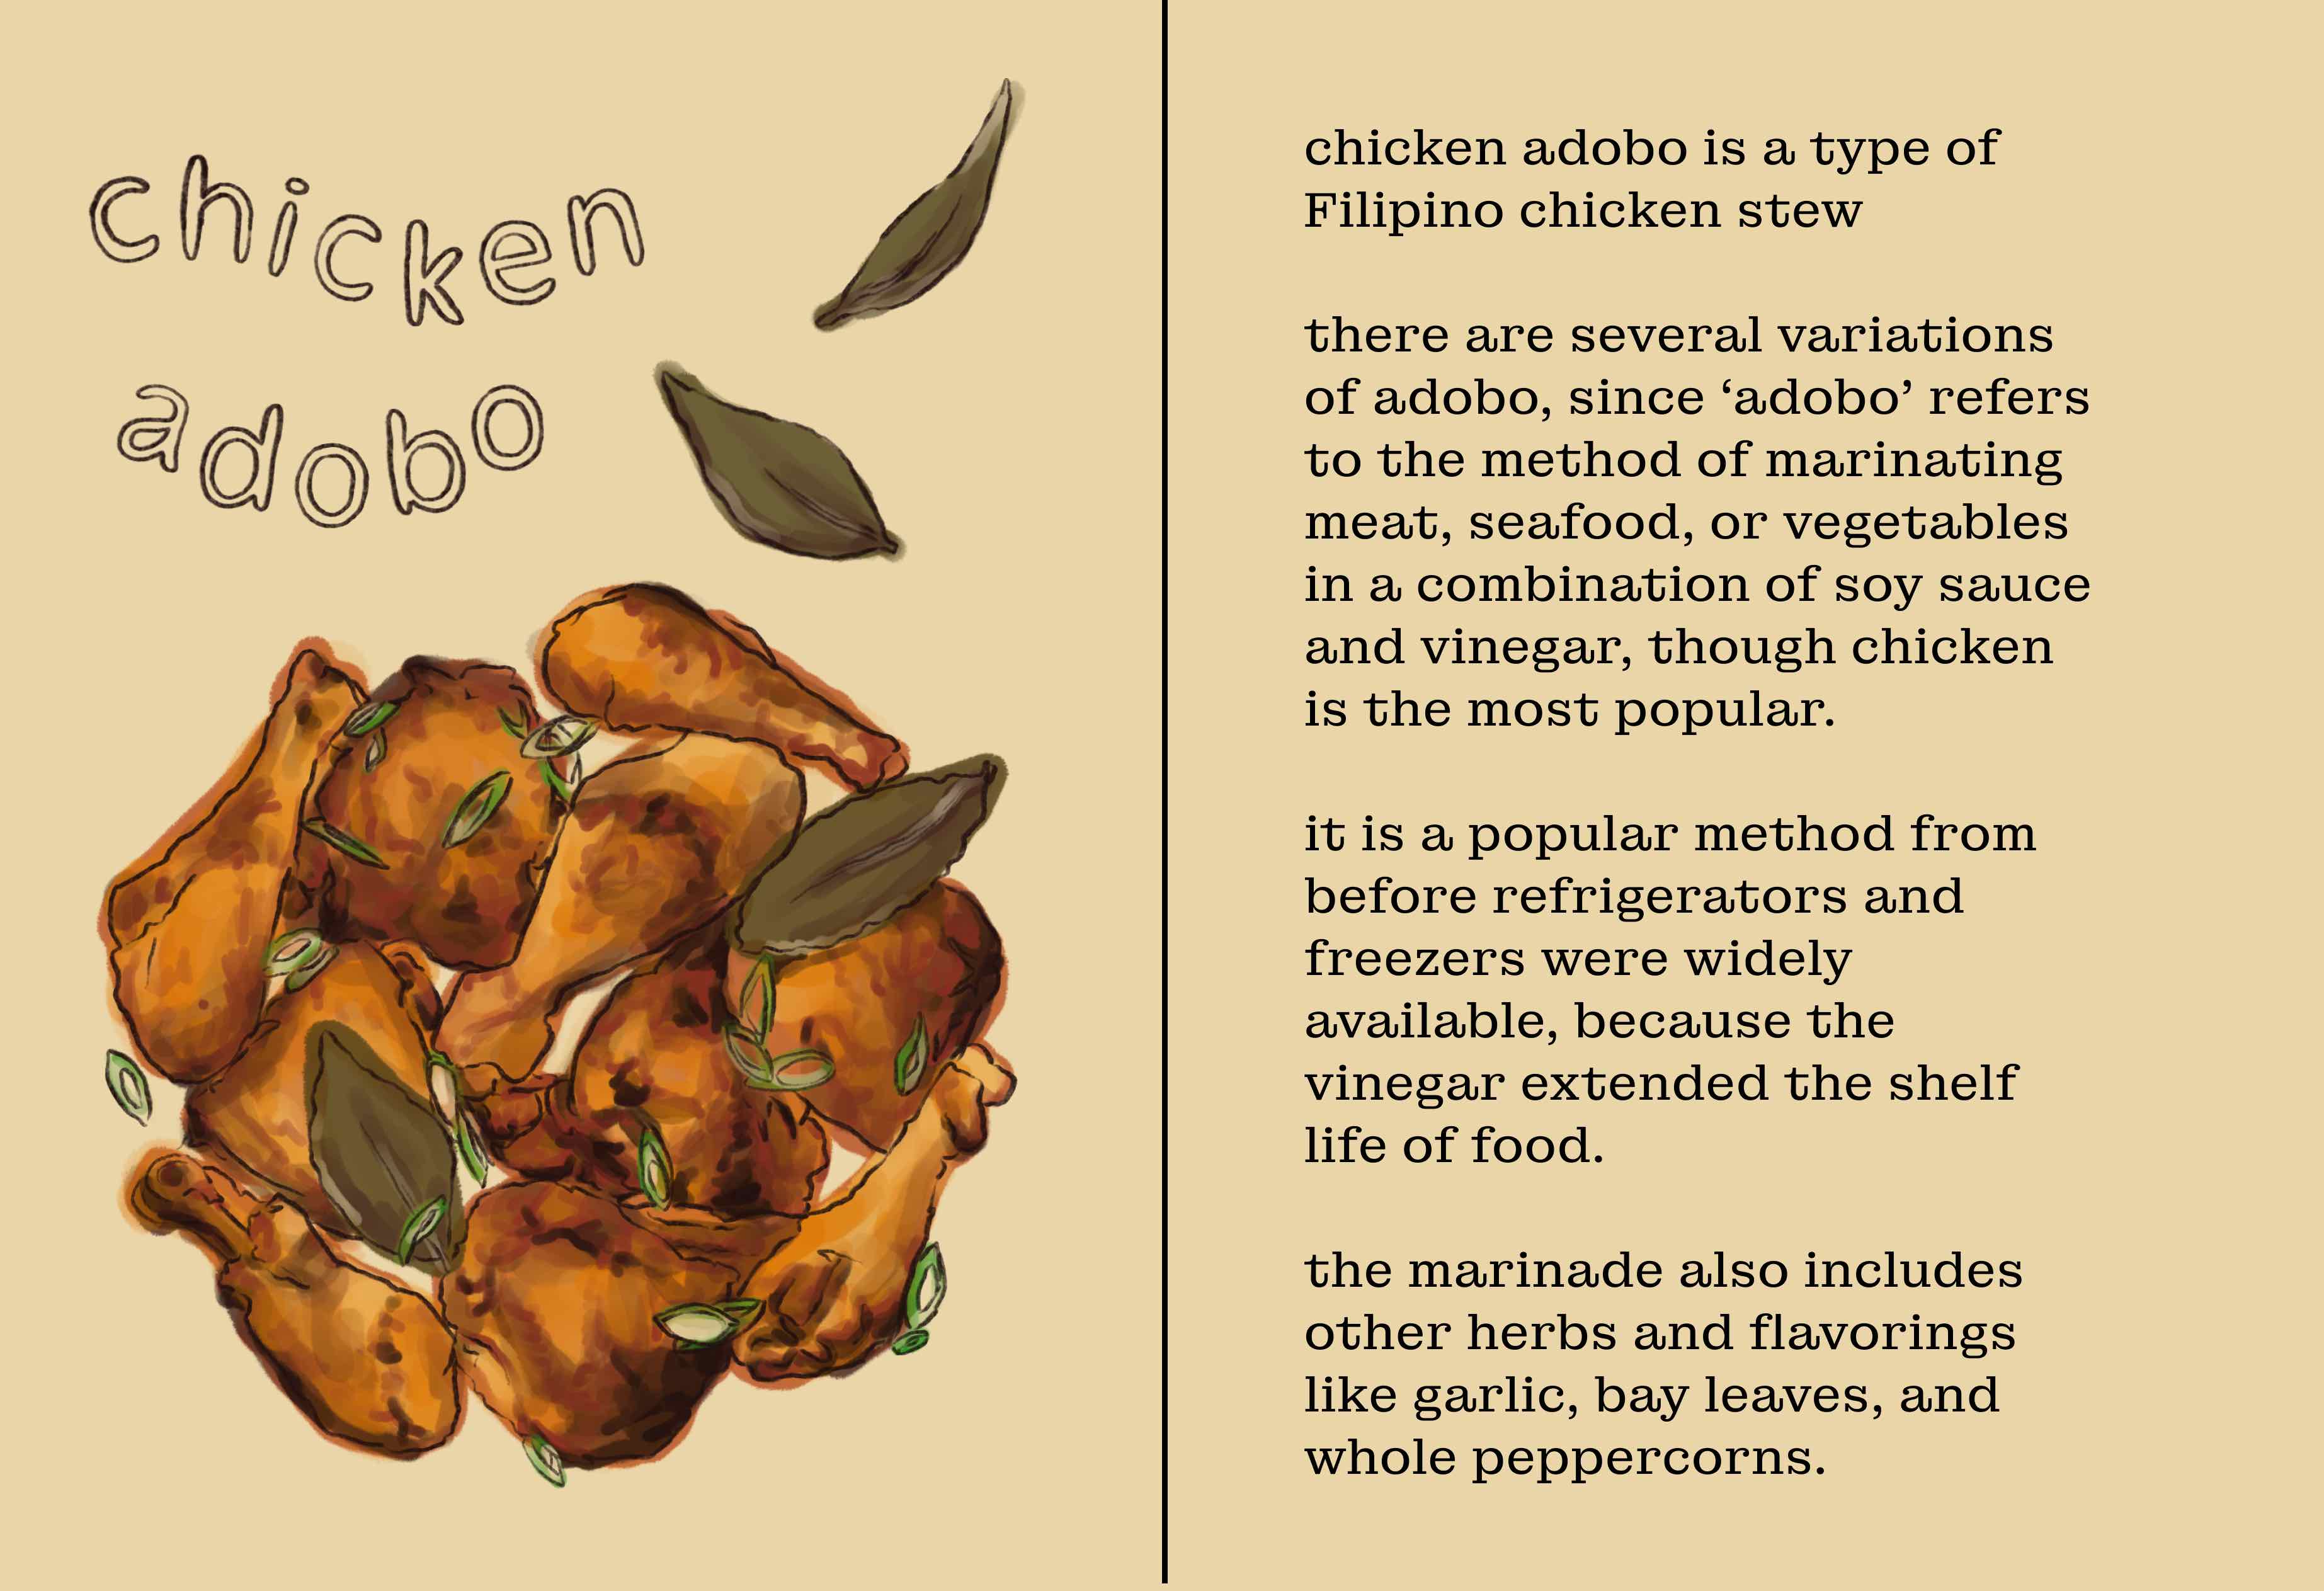 chicken
adobo
chicken adobo is a type of
Filipino chicken stew
there are several variations
of adobo, since ‘adobo’ refers
to the method of marinating
meat, seafood, or vegetables
in a combination of soy sauce
and vinegar, though chicken
is the most popular.
it is a popular method from
before refrigerators and
freezers were widely
available, because the
vinegar extended the shelf
life of food.
the marinade also includes
other herbs and flavorings
like garlic, bay leaves, and
whole peppercorns.